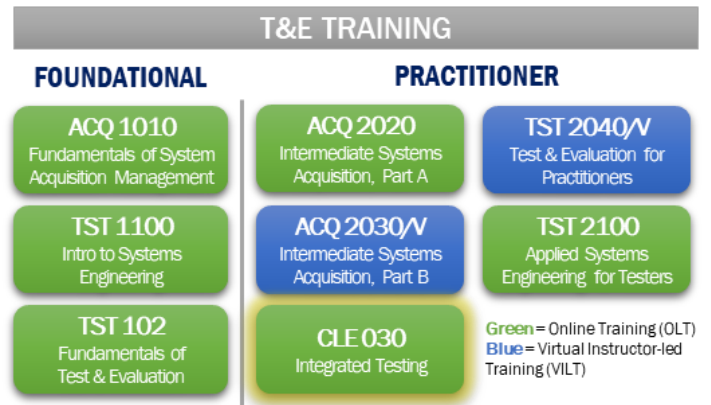 T&E TRAINING
FOUNDATIONAL
PRACTITIONER
ACQ 1010
Fundamentals of System
Acquisition Management
TST 1100
Intro to Systems
Engineering
TST 102
Fundamentals of
Test & Evaluation
ACQ 2020
Intermediate Systems
Acquisition, Part A
ACQ 2030/V
Intermediate Systems
Acquisition, Part B
CLE 030
Integrated Testing
TST 2040/V
Test & Evaluation for
Practitioners
TST 2100
Applied Systems
Engineering for Testers
Green = Online Training (OLT)
Blue = Virtual Instructor-led
Training (VILT)